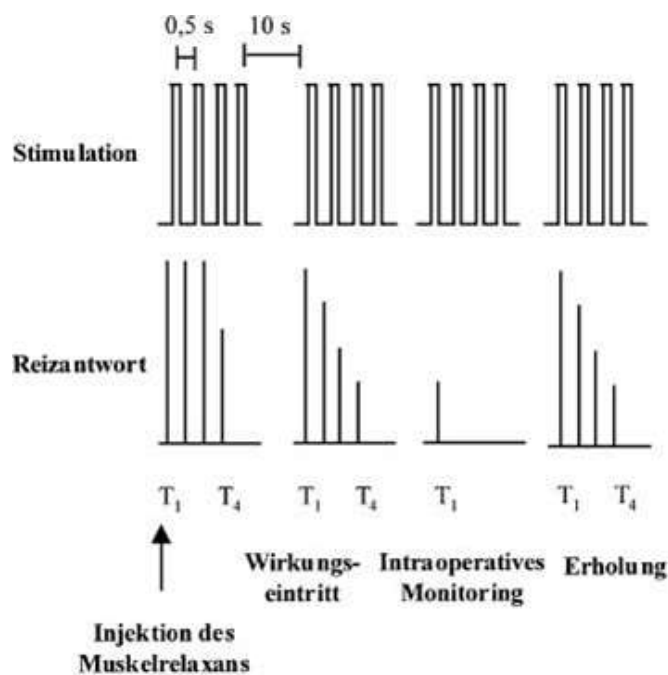 0,5 s 10 s
Stimulation
Reizantwort
T1 T4 T1 T4 T1 T1 T4
Wirkungs-
eintritt
Intraoperatives
Monitoring
Erholung
Injektion des
Muskelrelaxans